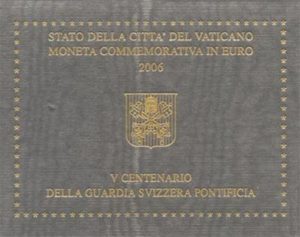 STATO DELLA CITTA' DEL VATICANO
MONETA COMMEMORATIVA IN EURO
2006
V CENTENARIO
DELLA GUARDIA SVIZZERA PONTIFICIA